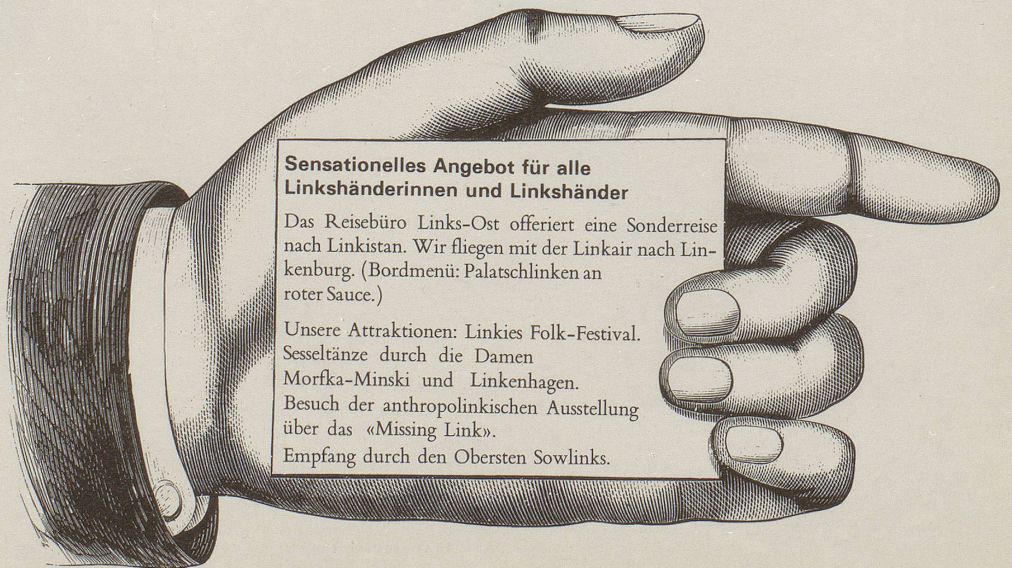 Sensationelles Angebot für alle
Linkshänderinnen und Linkshänder
Das Reisebüro Links-Ost offeriert eine Sonderreise
nach Linkistan. Wir fliegen mit der Linkair nach Lin-
kenburg. (Bordmenü: Palatschlinken an
roter Sauce.)
Unsere Attraktionen: Linkies Folk-Festival.
Sesseltänze durch die Damen
Morfka-Minski und Linkenhagen.
Besuch der anthropolinkischen Ausstellung
über das «Missing Link».
Empfang durch den Obersten Sowlinks.